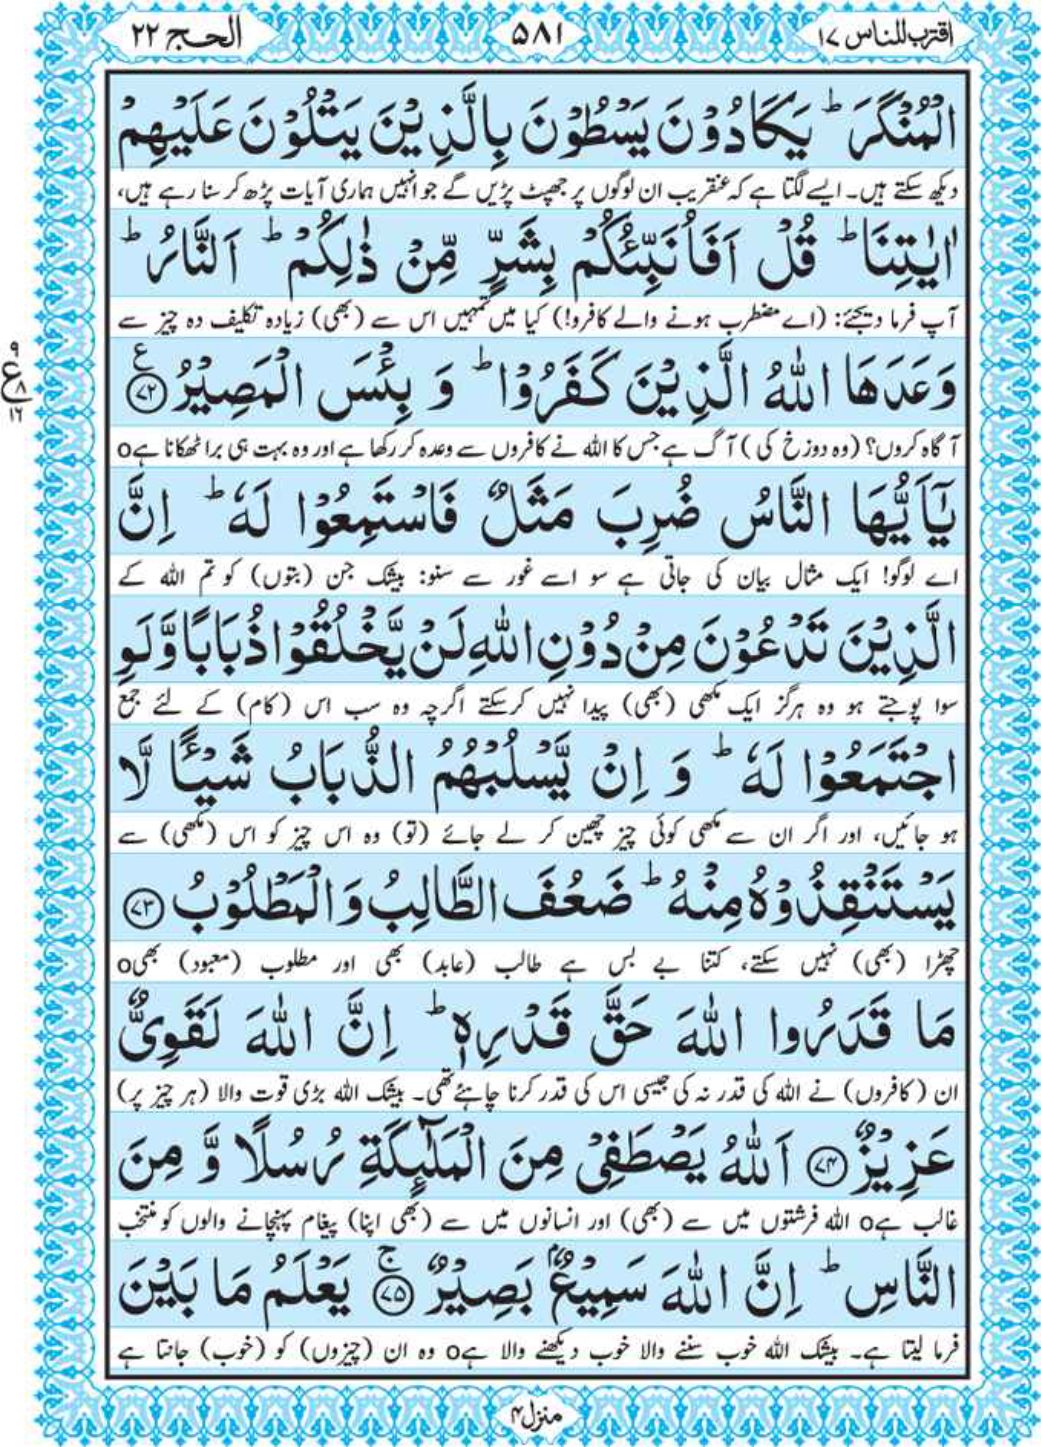 اقترب للناس ۱۷
۵۸۱
الحج ۲۲
الْمُنْكَرَ ؕ یَكَادُوْنَ یَسْطُوْنَ بِالَّذِیْنَ یَتْلُوْنَ عَلَیْهِمْ
دیکھ سکتے ہیں۔ ایسے لگتا ہے کہ عنقریب ان لوگوں پر جھپٹ پڑیں گے جو انہیں ہماری آیات پڑھ کر سنا رہے ہیں،
اٰیٰتِنَا ؕ قُلْ اَفَاُنَبِّئُكُمْ بِشَرٍّ مِّنْ ذٰلِكُمْ ؕ اَلنَّارُ ؕ
آپ فرما دیجئے: (اے مضطرب ہونے والے کافرو!) کیا میں تمہیں اس سے (بھی) زیادہ تکلیف دہ چیز سے
وَعَدَهَا اللّٰهُ الَّذِیْنَ كَفَرُوْا ؕ وَ بِئْسَ الْمَصِیْرُ ﴿۷۲﴾ ع
آگاہ کروں؟ (وہ دوزخ کی) آگ ہے جس کا اللہ نے کافروں سے وعدہ کر رکھا ہے اور وہ بہت ہی برا ٹھکانا ہےo
۹
ع
۸
۱۶
یٰۤاَیُّهَا النَّاسُ ضُرِبَ مَثَلٌ فَاسْتَمِعُوْا لَهٗ ؕ اِنَّ
اے لوگو! ایک مثال بیان کی جاتی ہے سو اسے غور سے سنو: بیشک جن (بتوں) کو تم اللہ کے
الَّذِیْنَ تَدْعُوْنَ مِنْ دُوْنِ اللّٰهِ لَنْ یَّخْلُقُوْا ذُبَابًا وَّلَوِ
سوا پوجتے ہو وہ ہرگز ایک مکھی (بھی) پیدا نہیں کرسکتے اگرچہ وہ سب اس (کام) کے لئے جمع
اجْتَمَعُوْا لَهٗ ؕ وَ اِنْ یَّسْلُبْهُمُ الذُّبَابُ شَیْـًٔا لَّا
ہو جائیں، اور اگر ان سے مکھی کوئی چیز چھین کر لے جائے (تو) وہ اس چیز کو اس (مکھی) سے
یَسْتَنْقِذُوْهُ مِنْهُ ؕ ضَعُفَ الطَّالِبُ وَ الْمَطْلُوْبُ ﴿۷۳﴾
چھڑا (بھی) نہیں سکتے، کتنا بے بس ہے طالب (عابد) بھی اور مطلوب (معبود) بھیo
مَا قَدَرُوا اللّٰهَ حَقَّ قَدْرِهٖ ؕ اِنَّ اللّٰهَ لَقَوِیٌّ
ان (کافروں) نے اللہ کی قدر نہ کی جیسی اس کی قدر کرنا چاہئے تھی۔ بیشک اللہ بڑی قوت والا (ہر چیز پر)
عَزِیْزٌ ﴿۷۴﴾ اَللّٰهُ یَصْطَفِیْ مِنَ الْمَلٰٓىِٕكَةِ رُسُلًا وَّ مِنَ
غالب ہےo اللہ فرشتوں میں سے (بھی) اور انسانوں میں سے (بھی اپنا) پیغام پہنچانے والوں کو منتخب
النَّاسِ ؕ اِنَّ اللّٰهَ سَمِیْعٌۢ بَصِیْرٌ ﴿۷۵﴾ۚ یَعْلَمُ مَا بَیْنَ
فرما لیتا ہے۔ بیشک اللہ خوب سننے والا خوب دیکھنے والا ہےo وہ ان (چیزوں) کو (خوب) جانتا ہے
منزل ۴